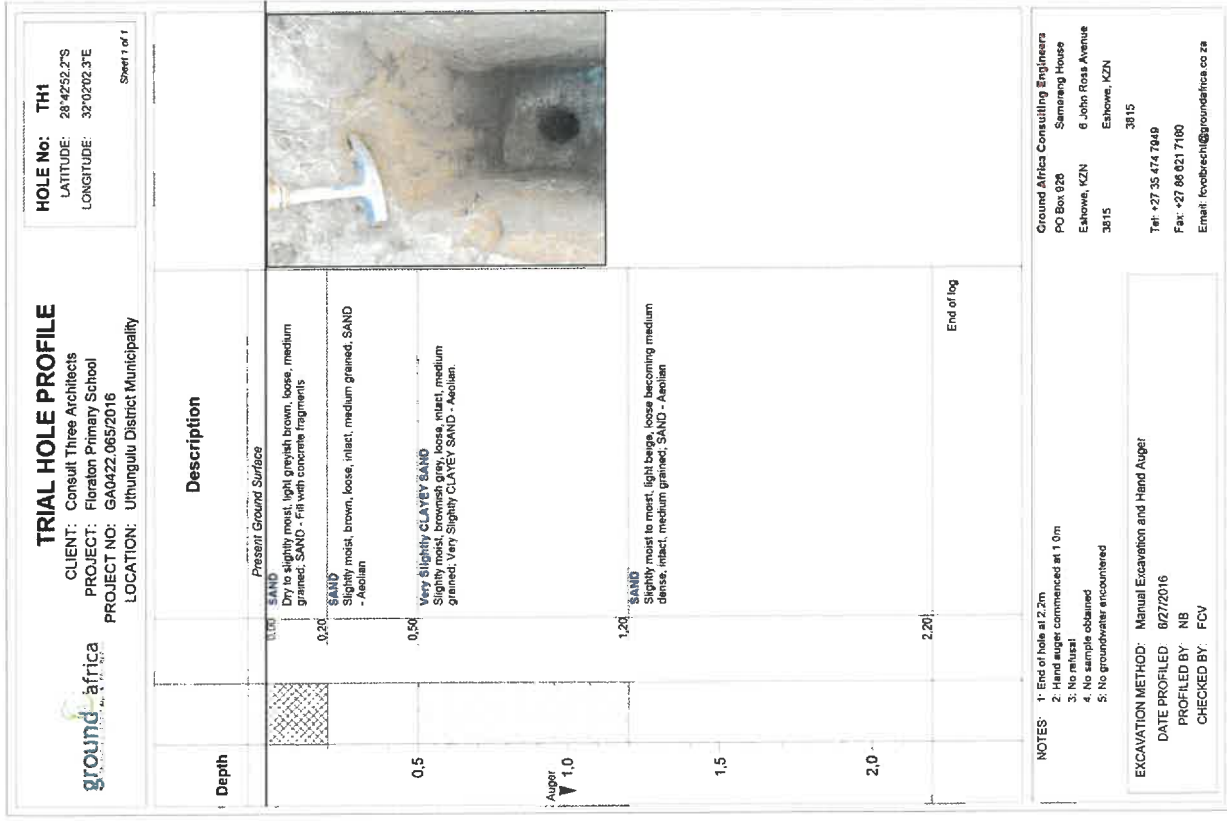 ground africa
TRIAL HOLE PROFILE
CLIENT: Consult Three Architects
PROJECT: Floraton Primary School
PROJECT NO: GA0422.065/2016
LOCATION: Uthungulu District Municipality
HOLE No: TH1
LATITUDE: 28°42'52.2"S
LONGITUDE: 32°02'02.3"E
Sheet 1 of 1
Depth
Description
Present Ground Surface
0,00 SAND
Dry to slightly moist, light greyish brown, loose, medium
grained; SAND - Fill with concrete fragments
0,20 SAND
Slightly moist, brown, loose, intact, medium grained; SAND
- Aeolian
0,50 Very Slightly CLAYEY SAND
Slightly moist, brownish grey, loose, intact, medium
grained; Very Slightly CLAYEY SAND - Aeolian.
1,20 SAND
Slightly moist to moist, light beige, loose becoming medium
dense, intact, medium grained; SAND - Aeolian
2,20
End of log
0,5
Auger
1,0
1,5
2,0
NOTES: 1: End of hole at 2.2m
2: Hand auger commenced at 1 0m
3: No refusal
4. No sample obtained
5: No groundwater encountered
EXCAVATION METHOD: Manual Excavation and Hand Auger
DATE PROFILED: 6/27/2016
PROFILED BY: NB
CHECKED BY: FCV
Ground Africa Consulting Engineers
PO Box 926 Samarang House
Eshowe, KZN 6 John Ross Avenue
3815 Eshowe, KZN
3815
Tel: +27 35 474 7949
Fax: +27 86 621 7180
Email: fcvolbrecht@groundafrica.co.za